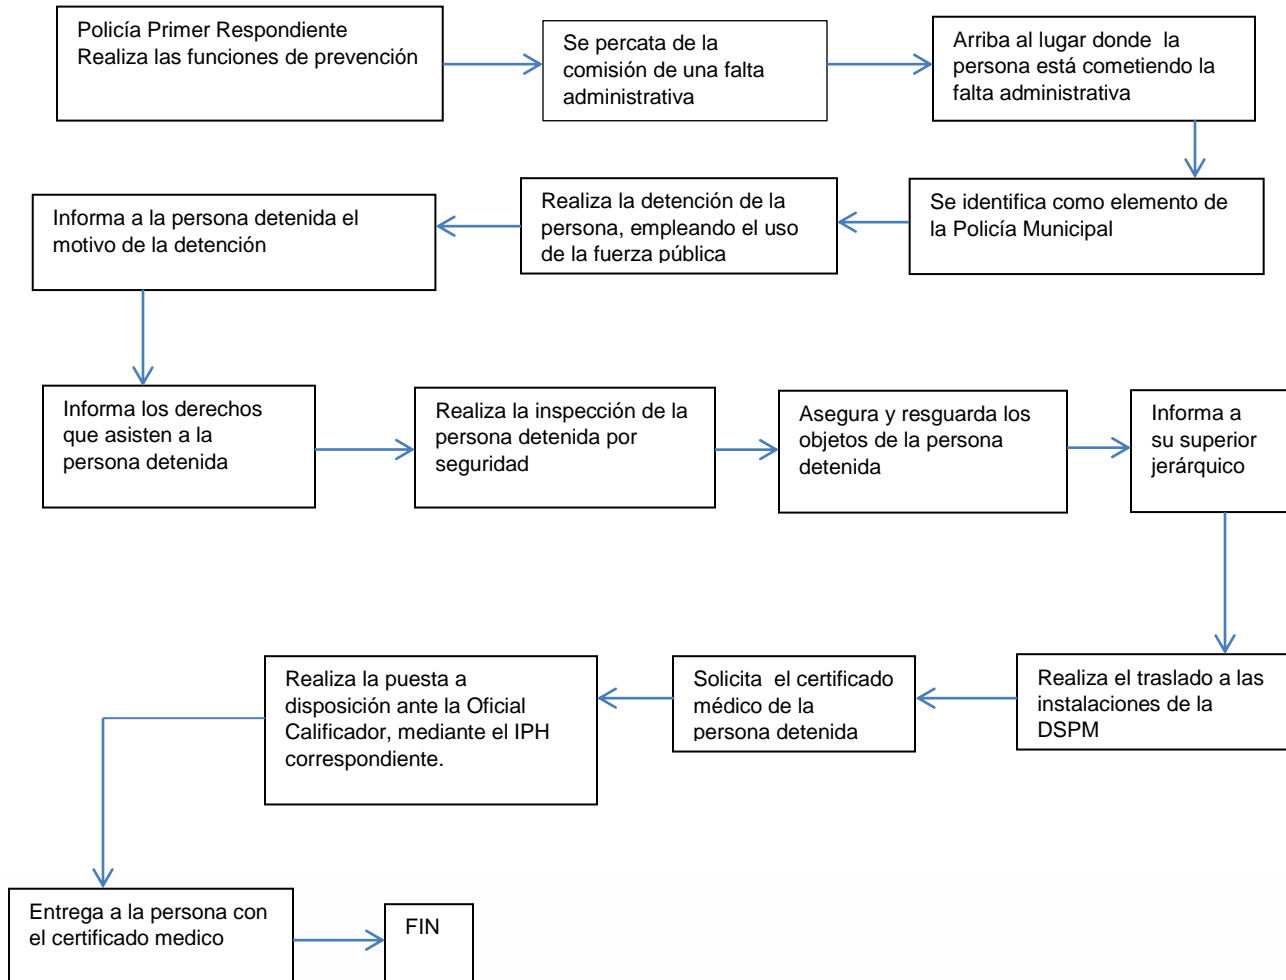 Policía Primer Respondiente
Realiza las funciones de prevención
Se percata de la
comisión de una falta
administrativa
Arriba al lugar donde la
persona está cometiendo la
falta administrativa
Se identifica como elemento de
la Policía Municipal
Realiza la detención de la
persona, empleando el uso
de la fuerza pública
Informa a la persona detenida el
motivo de la detención
Informa los derechos
que asisten a la
persona detenida
Realiza la inspección de la
persona detenida por
seguridad
Asegura y resguarda los
objetos de la persona
detenida
Informa a
su superior
jerárquico
Realiza el traslado a las
instalaciones de la
DSPM
Solicita el certificado
médico de la
persona detenida
Realiza la puesta a
disposición ante la Oficial
Calificador, mediante el IPH
correspondiente.
Entrega a la persona con
el certificado medico
FIN